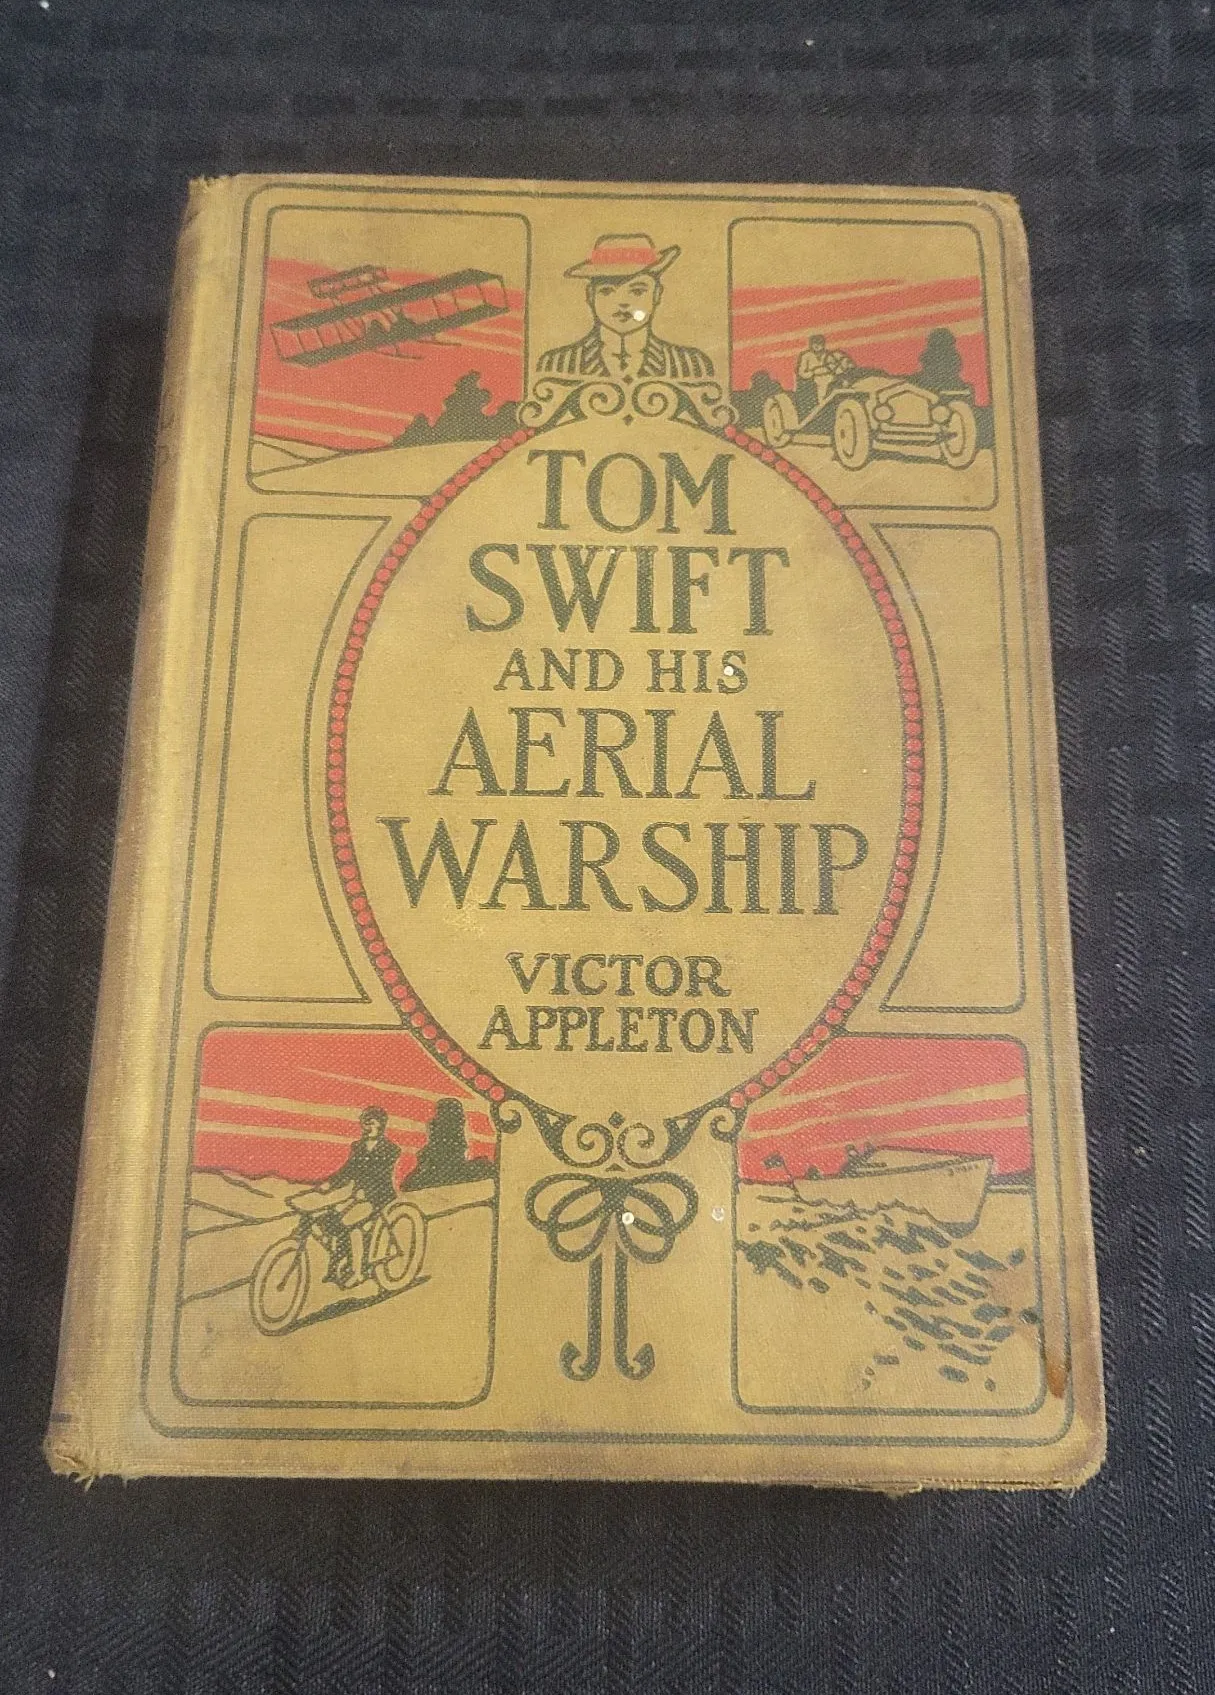 TOM
SWIFT
AND HIS
AERIAL
WARSHIP
VICTOR
APPLETON